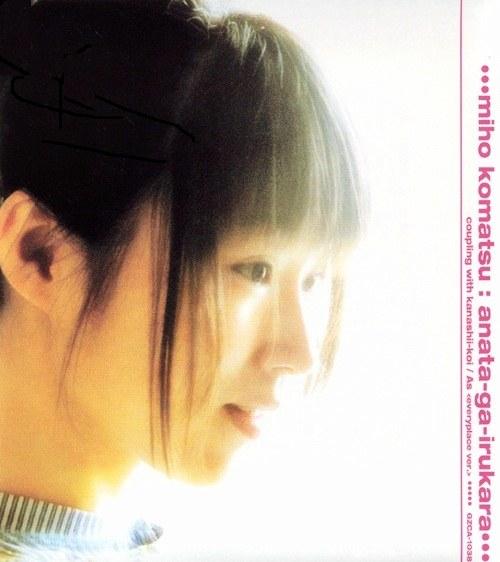 •••miho komatsu : anata-ga-irukara•••
coupling with kanashii-koi / As <everyplace ver.> ••••• GZCA-1038